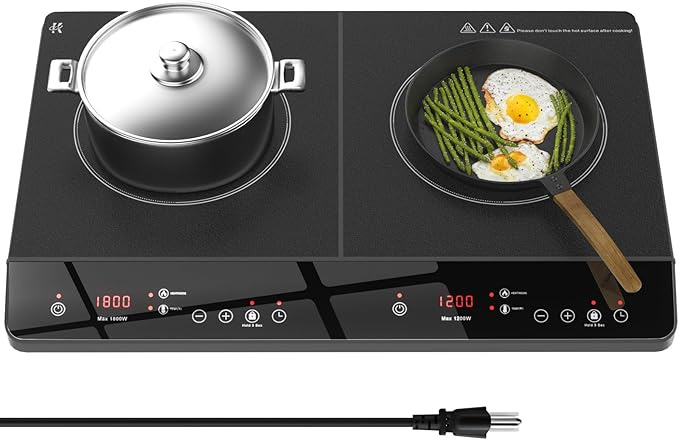 Please don't touch the hot surface after cooking!
1800
Max 1800W
Hold 3 Sec
1200
Max 1200W
Hold 3 Sec